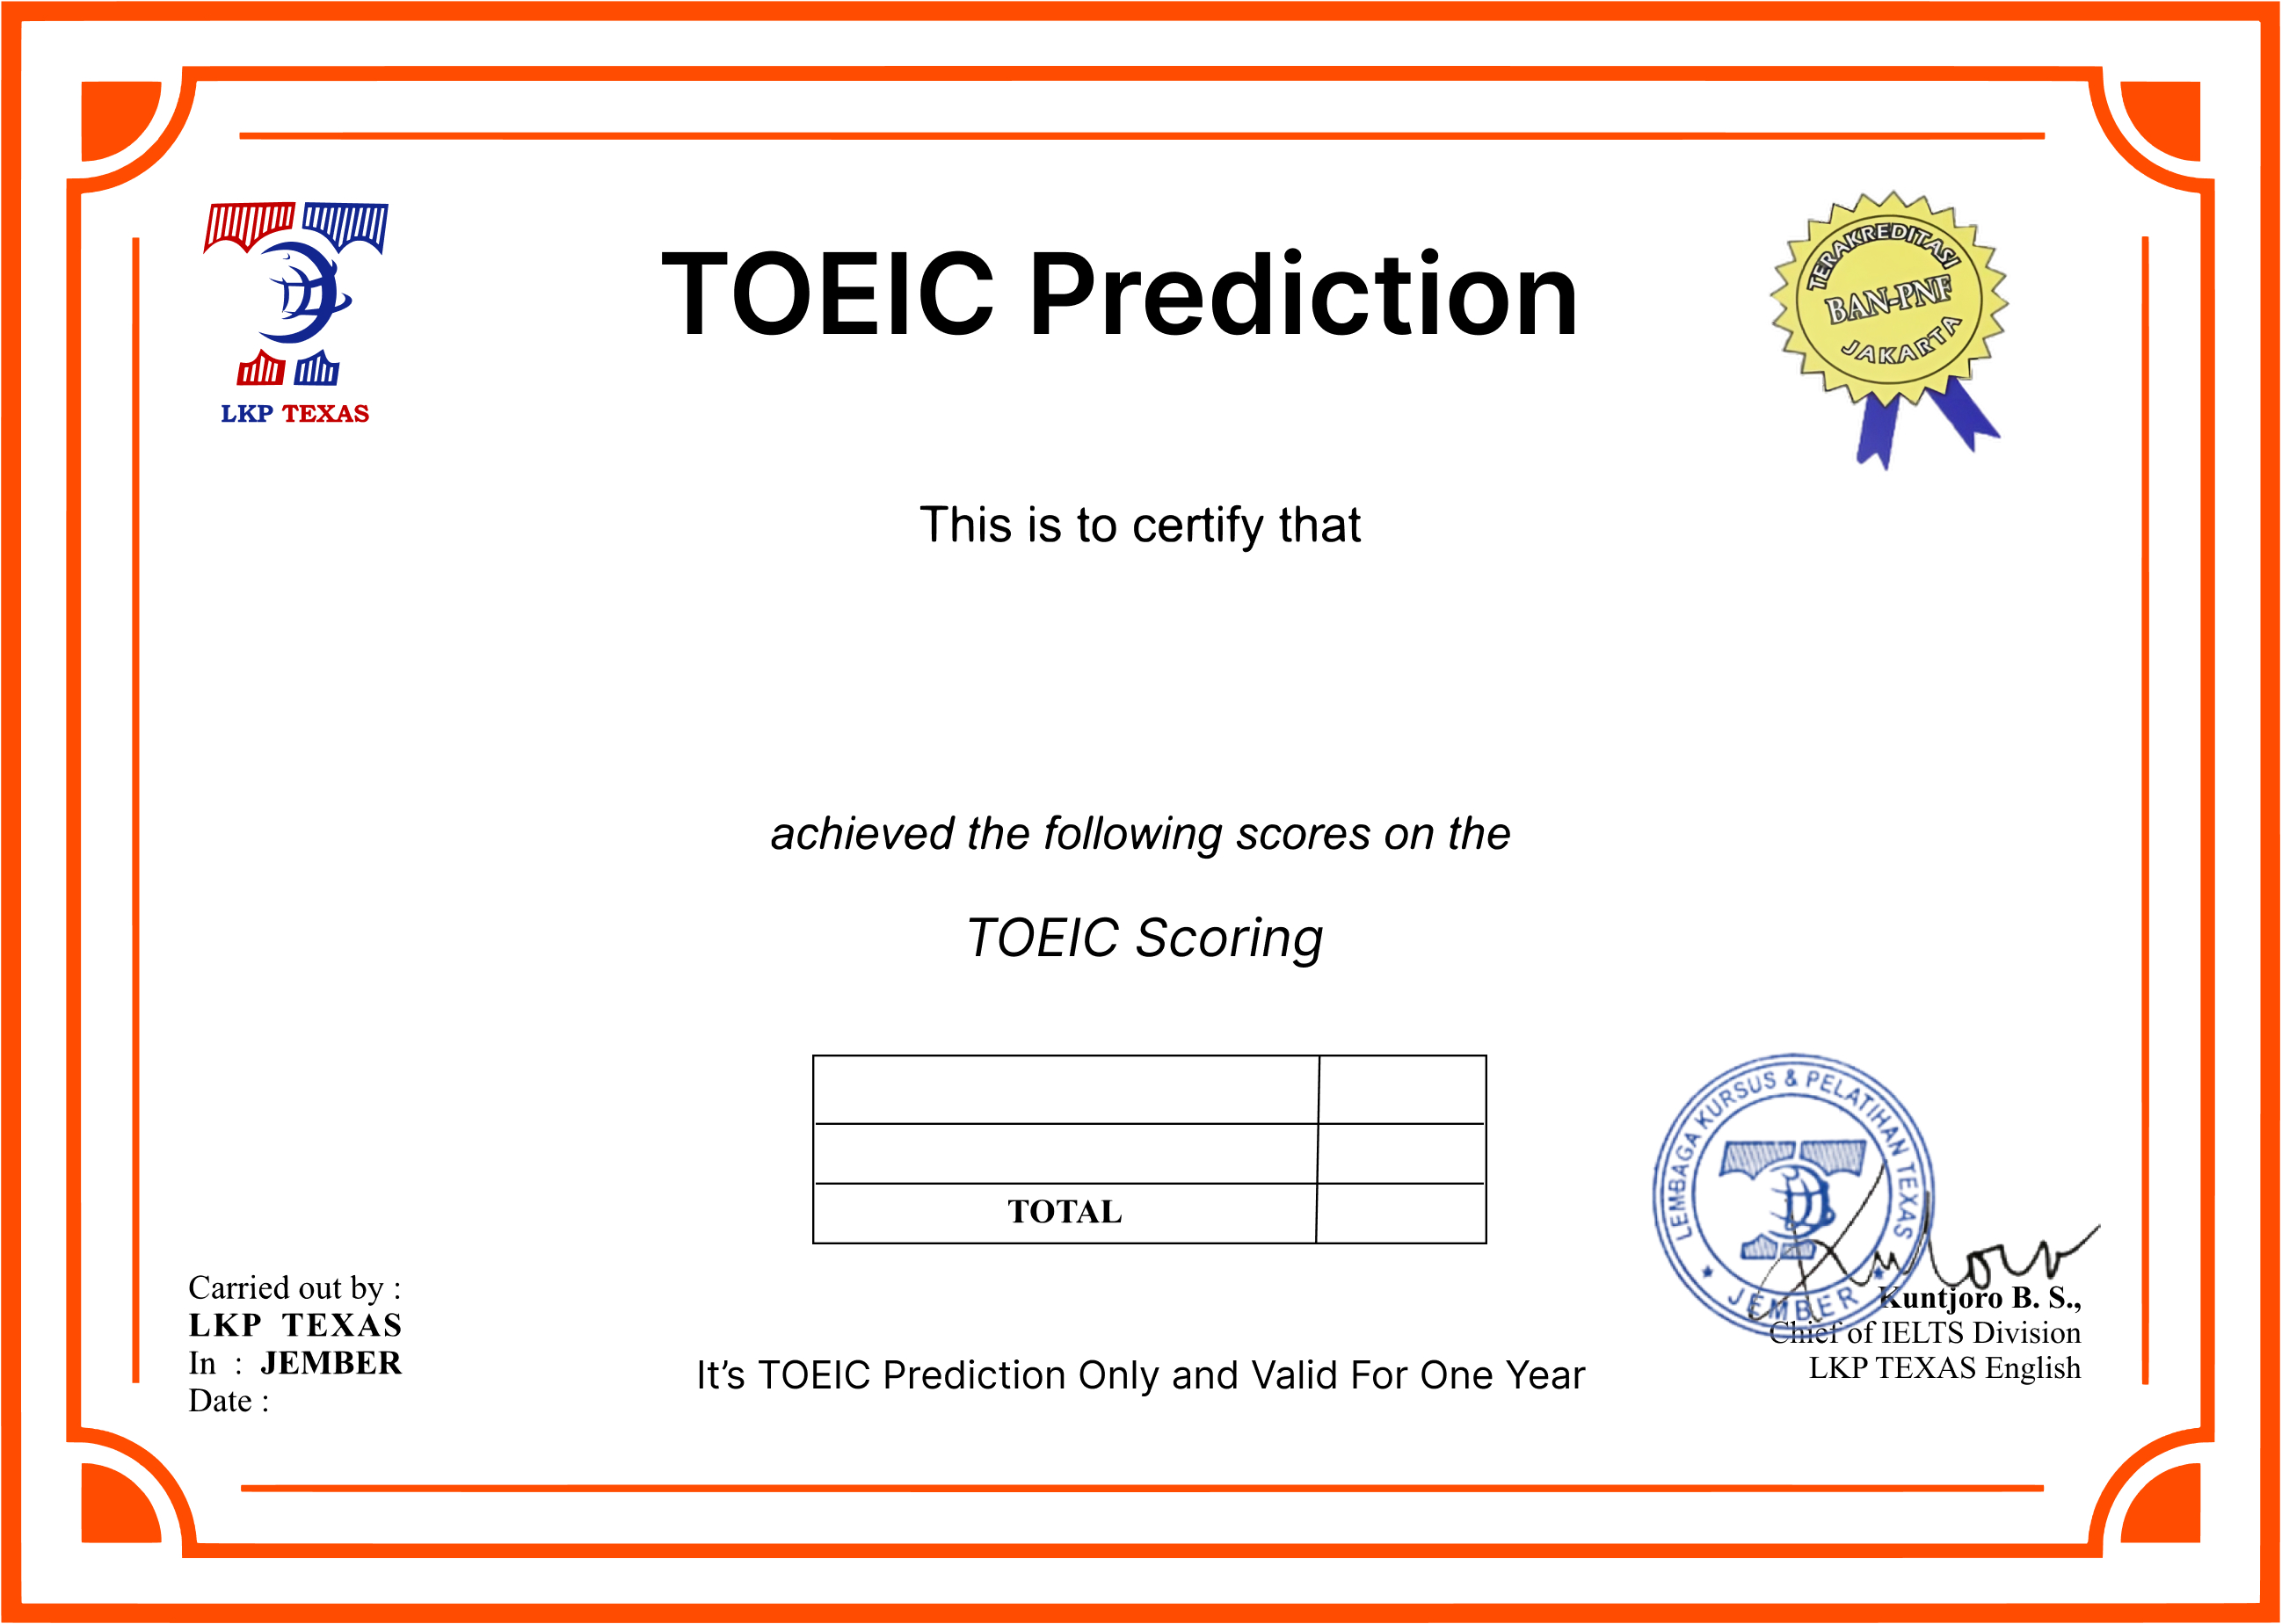 TOEIC Prediction
LKP TEXAS
TERAKREDITASI
BAN-PNF
JAKARTA
This is to certify that
achieved the following scores on the
TOEIC Scoring
TOTAL
LEMBAGA KURSUS & PELATIHAN TEXAS
JEMBER
Carried out by :
LKP TEXAS
In : JEMBER
Date :
It’s TOEIC Prediction Only and Valid For One Year
Kuntjoro B. S.,
Chief of IELTS Division
LKP TEXAS English